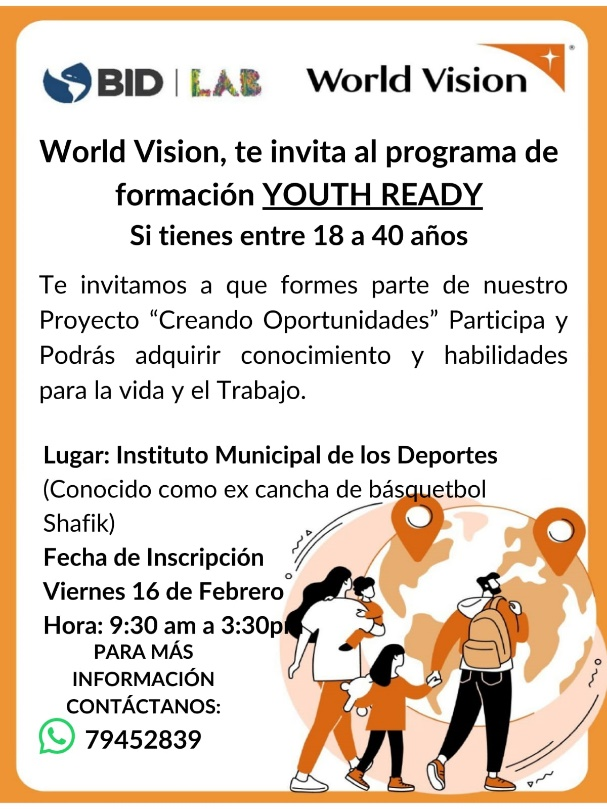 BID | LAB
World Vision
®
World Vision, te invita al programa de
formación YOUTH READY
Si tienes entre 18 a 40 años
Te invitamos a que formes parte de nuestro
Proyecto “Creando Oportunidades” Participa y
Podrás adquirir conocimiento y habilidades
para la vida y el Trabajo.
Lugar: Instituto Municipal de los Deportes
(Conocido como ex cancha de básquetbol
Shafik)
Fecha de Inscripción
Viernes 16 de Febrero
Hora: 9:30 am a 3:30pm
PARA MÁS
INFORMACIÓN
CONTÁCTANOS:
79452839